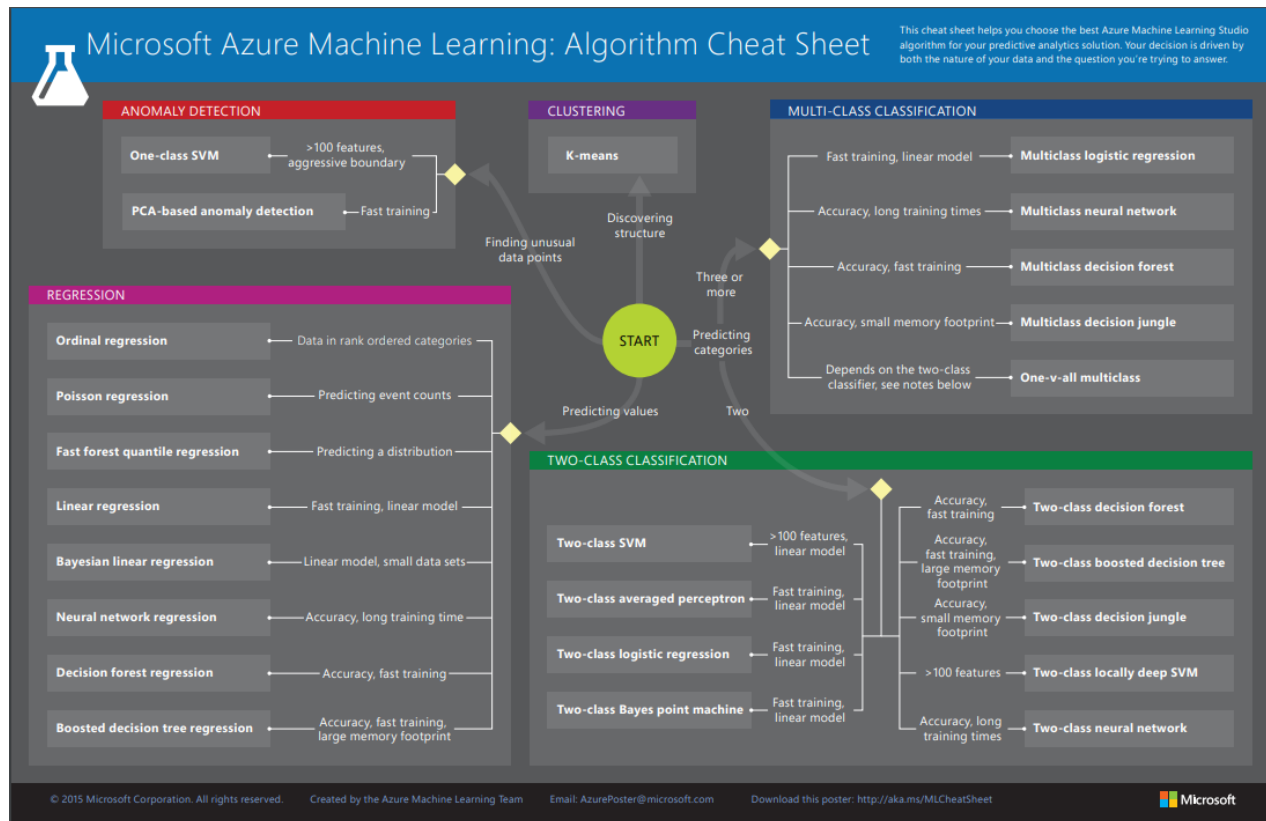 Microsoft Azure Machine Learning: Algorithm Cheat Sheet
This cheat sheet helps you choose the best Azure Machine Learning Studio
algorithm for your predictive analytics solution. Your decision is driven by
both the nature of your data and the question you're trying to answer.
ANOMALY DETECTION
One-class SVM
>100 features,
aggressive boundary
PCA-based anomaly detection
Fast training
CLUSTERING
K-means
MULTI-CLASS CLASSIFICATION
Fast training, linear model
Multiclass logistic regression
Accuracy, long training times
Multiclass neural network
Accuracy, fast training
Multiclass decision forest
Accuracy, small memory footprint
Multiclass decision jungle
Depends on the two-class
classifier, see notes below
One-v-all multiclass
Finding unusual
data points
Discovering
structure
Three or
more
START
Predicting
categories
Predicting values
Two
REGRESSION
Ordinal regression
Data in rank ordered categories
Poisson regression
Predicting event counts
Fast forest quantile regression
Predicting a distribution
Linear regression
Fast training, linear model
Bayesian linear regression
Linear model, small data sets
Neural network regression
Accuracy, long training time
Decision forest regression
Accuracy, fast training
Boosted decision tree regression
Accuracy, fast training,
large memory footprint
TWO-CLASS CLASSIFICATION
Two-class SVM
>100 features,
linear model
Two-class averaged perceptron
Fast training,
linear model
Two-class logistic regression
Fast training,
linear model
Two-class Bayes point machine
Fast training,
linear model
Accuracy,
fast training
Two-class decision forest
Accuracy,
fast training,
large memory
footprint
Two-class boosted decision tree
Accuracy,
small memory
footprint
Two-class decision jungle
>100 features
Two-class locally deep SVM
Accuracy, long
training times
Two-class neural network
© 2015 Microsoft Corporation. All rights reserved.
Created by the Azure Machine Learning Team
Email: AzurePoster@microsoft.com
Download this poster: http://aka.ms/MLCheatSheet
Microsoft